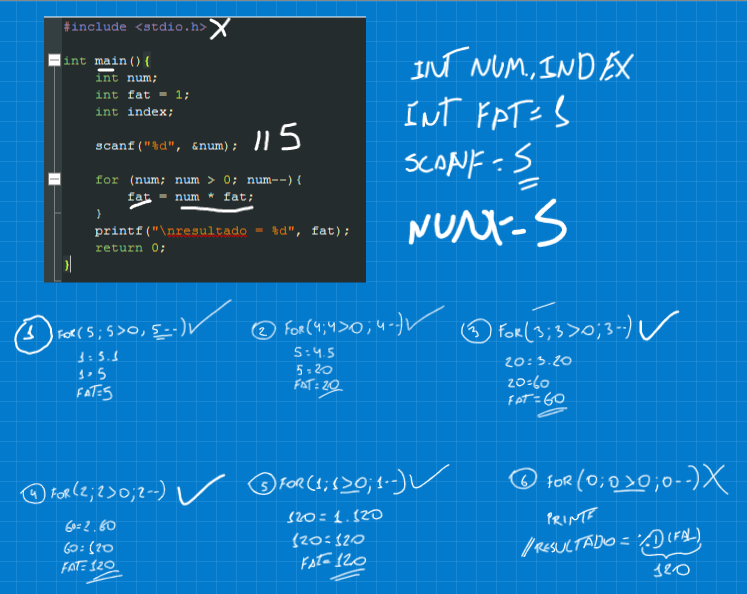 #include <stdio.h> X
int main(){
int num;
int fat = 1;
int index;
scanf("%d", &num); // 5
for (num; num > 0; num--){
fat = num * fat;
}
printf("\nresultado = %d", fat);
return 0;
}
INT NUM, INDEX
INT FAT = 1
SCANF = 5
NUM = 5
1 FOR(5; 5>0, 5--)
1 = 5.1
1 = 5
FAT=5
2 FOR(4; 4>0; 4--)
5 = 4.5
5 = 20
FAT=20
3 FOR(3; 3>0; 3--)
20 = 3.20
20=60
FAT=60
4 FOR(2; 2>0; 2--)
60=2.60
60=120
FAT=120
5 FOR(1; 1>0; 1--)
120 = 1.120
120 = 120
FAT=120
6 FOR(0; 0>0; 0--) X
PRINTF
//RESULTADO = %D (FAT)
120